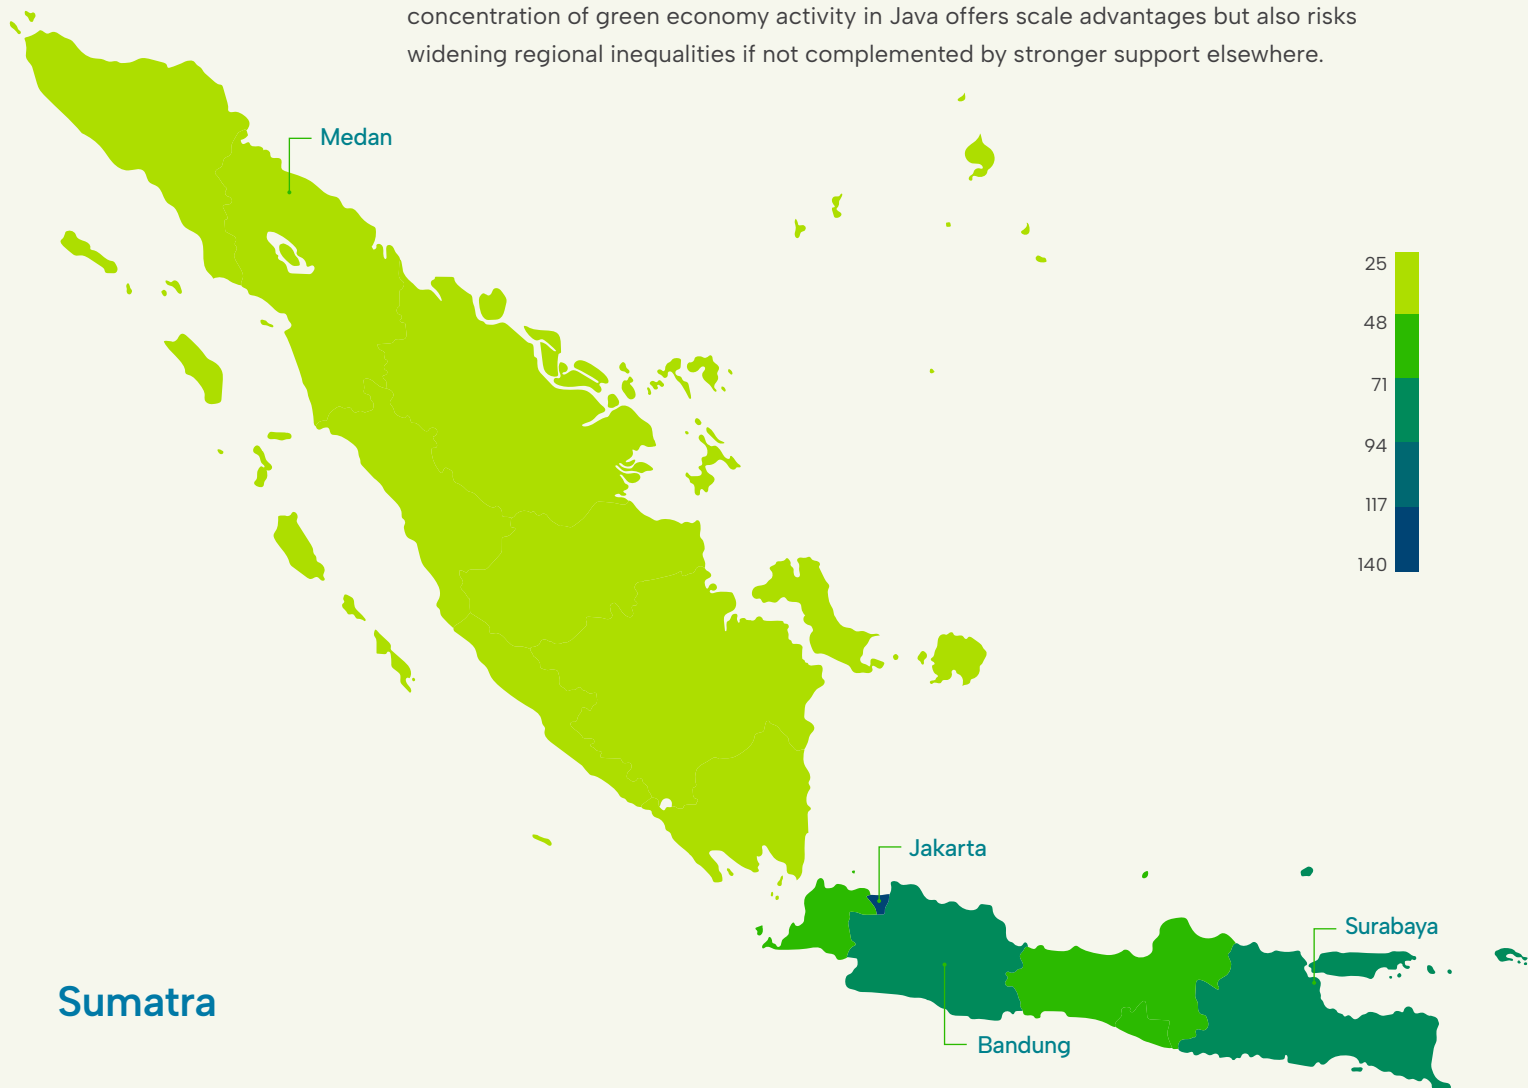 concentration of green economy activity in Java offers scale advantages but also risks
widening regional inequalities if not complemented by stronger support elsewhere.
Medan
25
48
71
94
117
140
Jakarta
Surabaya
Sumatra
Bandung